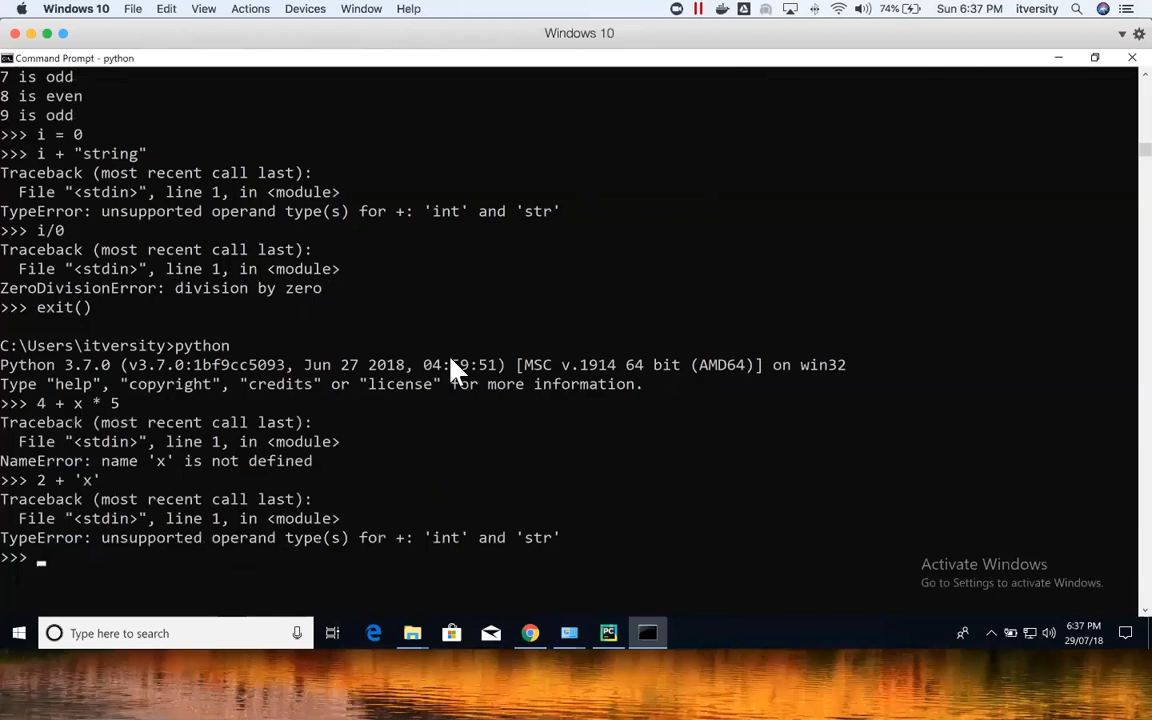 Windows 10 File Edit View Actions Devices Window Help 74% Sun 6:37 PM itversity
Windows 10
Command Prompt - python
7 is odd
8 is even
9 is odd
>>> i = 0
>>> i + "string"
Traceback (most recent call last):
  File "<stdin>", line 1, in <module>
TypeError: unsupported operand type(s) for +: 'int' and 'str'
>>> i/0
Traceback (most recent call last):
  File "<stdin>", line 1, in <module>
ZeroDivisionError: division by zero
>>> exit()
C:\Users\itversity>python
Python 3.7.0 (v3.7.0:1bf9cc5093, Jun 27 2018, 04:59:51) [MSC v.1914 64 bit (AMD64)] on win32
Type "help", "copyright", "credits" or "license" for more information.
>>> 4 + x * 5
Traceback (most recent call last):
  File "<stdin>", line 1, in <module>
NameError: name 'x' is not defined
>>> 2 + 'x'
Traceback (most recent call last):
  File "<stdin>", line 1, in <module>
TypeError: unsupported operand type(s) for +: 'int' and 'str'
>>> _
Activate Windows
Go to Settings to activate Windows.
Type here to search
PC
6:37 PM
29/07/18